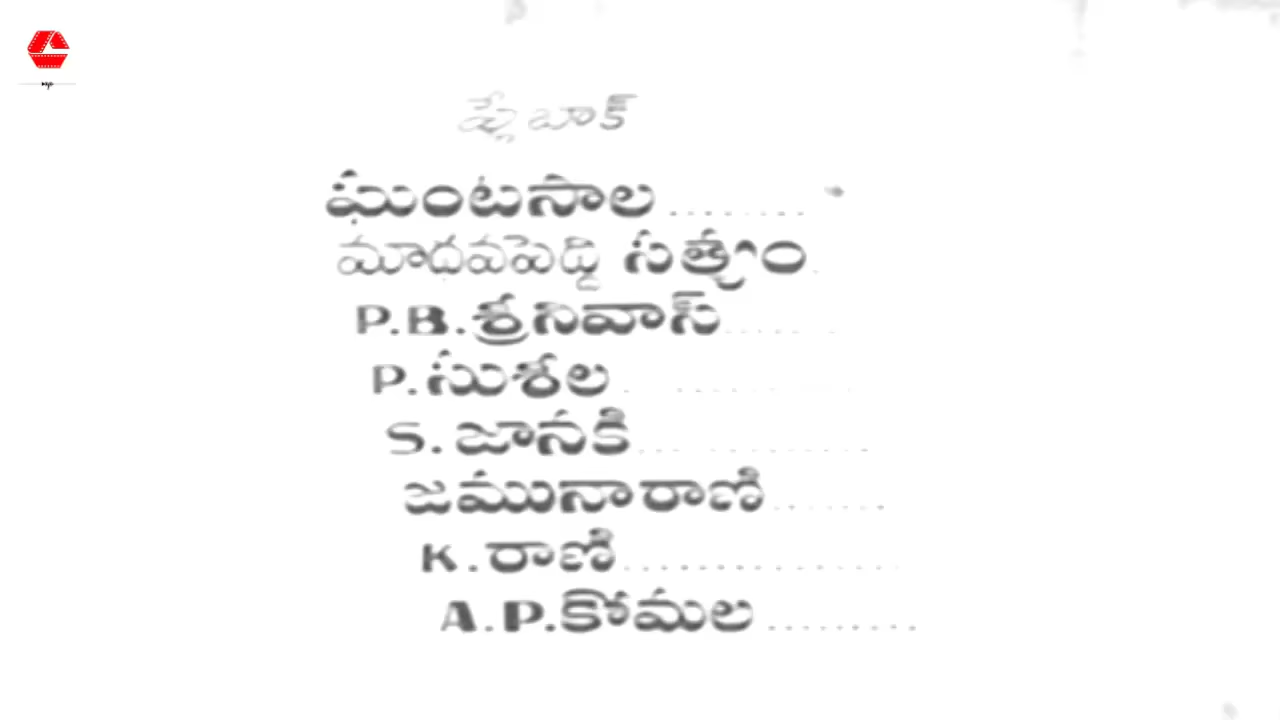 ప్లేబాక్
ఘంటసాల ........
మాధవపెద్ది సత్యం .
P.B.శ్రీనివాస్ ......
P.సుశీల . ........
S.జానకి ............
జమునారాణి .......
K.రాణి ..............
A.P.కోమల .........